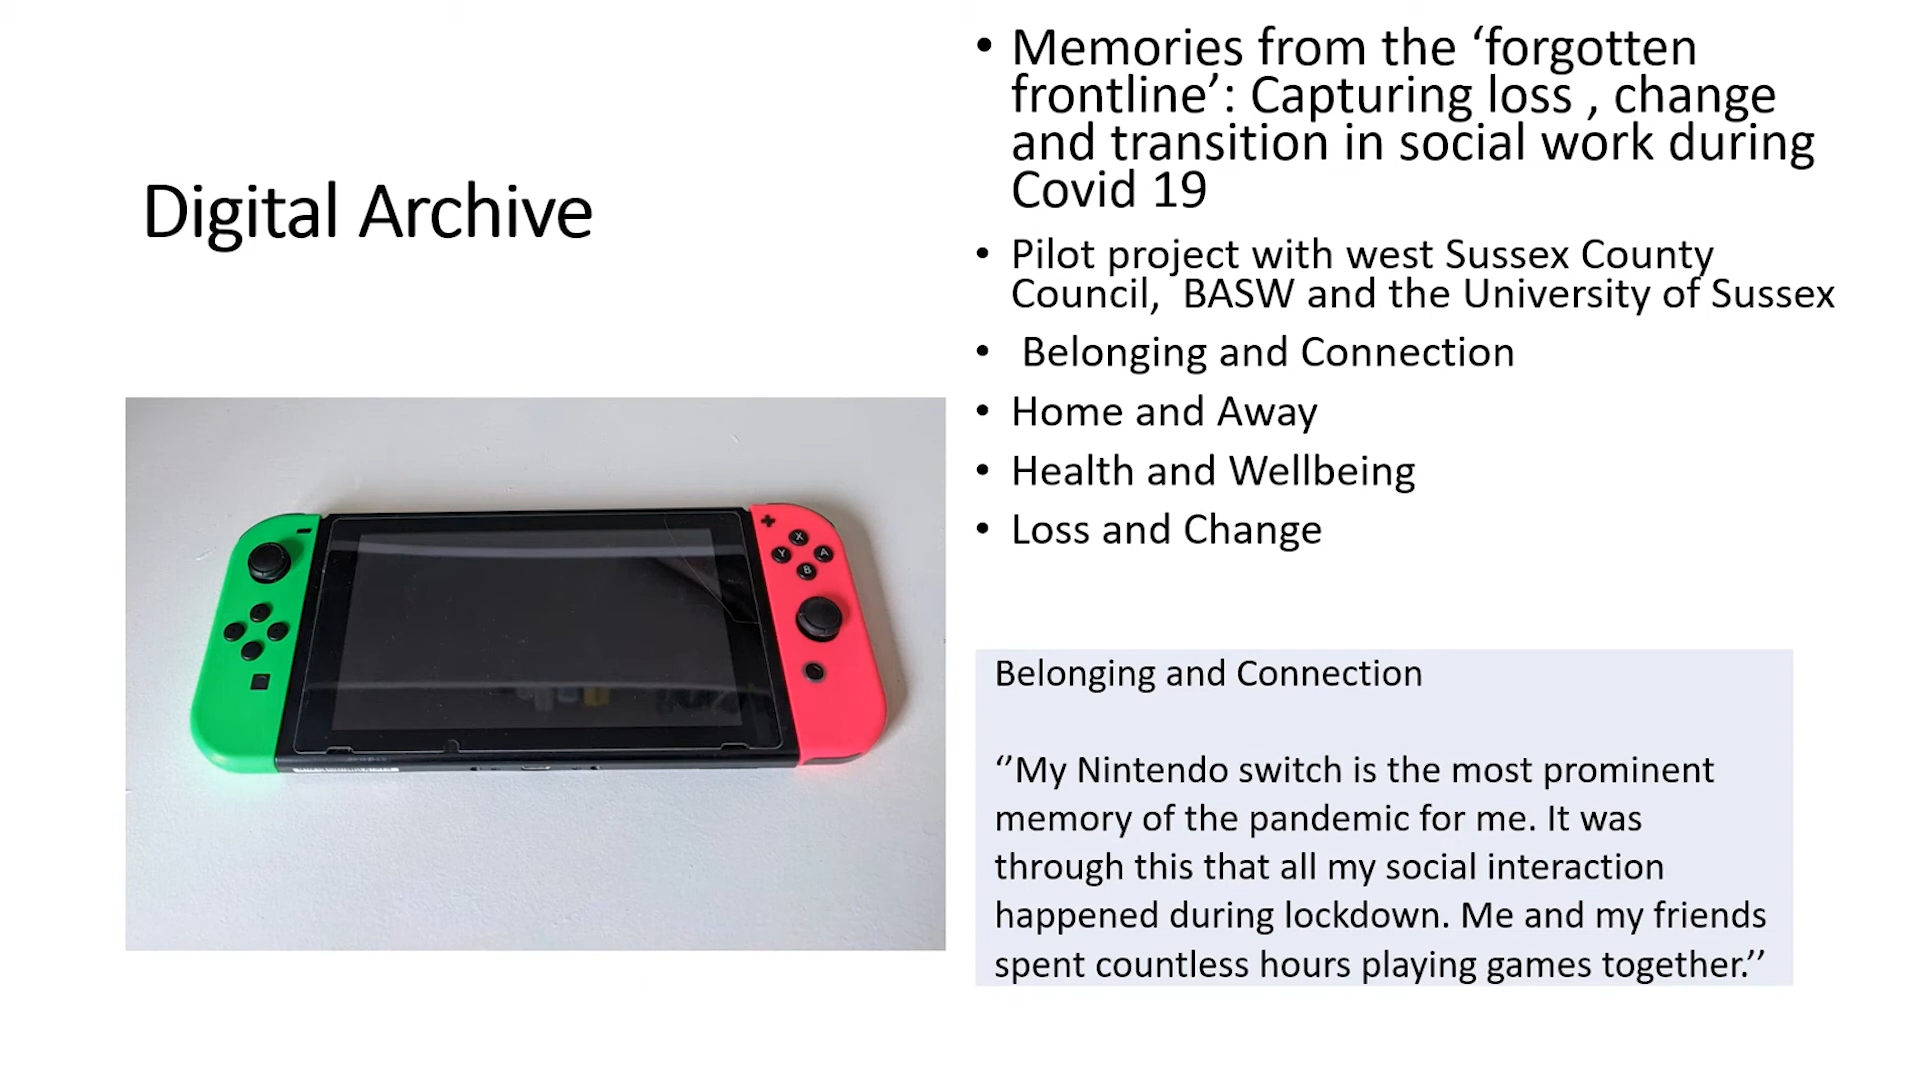 Digital Archive
• Memories from the ‘forgotten
frontline’: Capturing loss , change
and transition in social work during
Covid 19
• Pilot project with west Sussex County
Council,  BASW and the University of Sussex
• Belonging and Connection
• Home and Away
• Health and Wellbeing
• Loss and Change
X
Y A
B
Belonging and Connection
‘’My Nintendo switch is the most prominent
memory of the pandemic for me. It was
through this that all my social interaction
happened during lockdown. Me and my friends
spent countless hours playing games together.’’